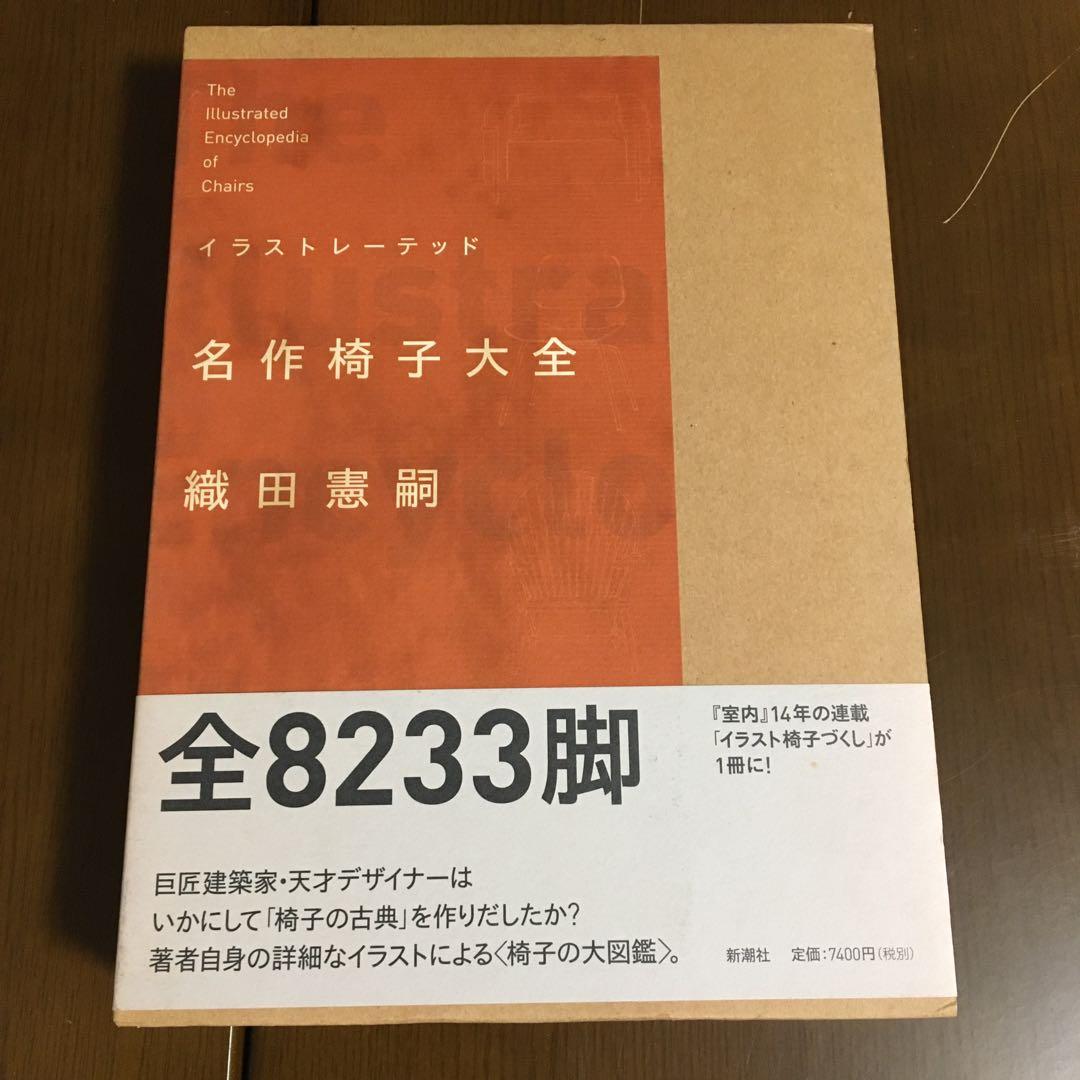 The
Illustrated
Encyclopedia
of
Chairs
イラストレーテッド
名作椅子大全
織田憲嗣
全8233脚
『室内』14年の連載
「イラスト椅子づくし」が
1冊に!
巨匠建築家・天才デザイナーは
いかにして「椅子の古典」を作りだしたか?
著者自身の詳細なイラストによる〈椅子の大図鑑〉。
新潮社 定価:7400円(税別)